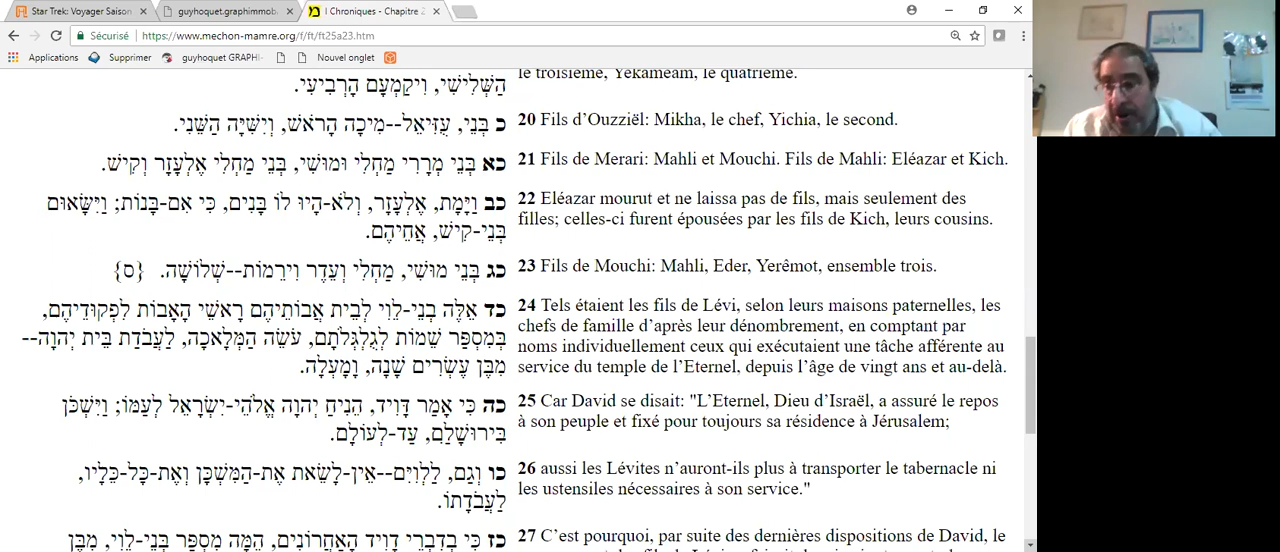 Star Trek: Voyager Saison
guyhoquet.graphimmob
I Chroniques - Chapitre 2
Sécurisé
https://www.mechon-mamre.org/f/ft/ft25a23.htm
Applications
Supprimer
guyhoquet GRAPHI
Nouvel onglet
הַשְּׁלִישִׁי, וִיקַמְעָם הָרְבִיעִי.
le troisième, Yekameam, le quatrième.
כ בְּנֵי, עֻזִּיאֵל--מִיכָה הָרֹאשׁ, וְיִשִּׁיָּה הַשֵּׁנִי.
20 Fils d’Ouzziël: Mikha, le chef, Yichia, le second.
כא בְּנֵי מְרָרִי מַחְלִי וּמוּשִׁי, בְּנֵי מַחְלִי אֶלְעָזָר וְקִישׁ.
21 Fils de Merari: Mahli et Mouchi. Fils de Mahli: Eléazar et Kich.
כב וַיָּמָת, אֶלְעָזָר, וְלֹא-הָיוּ לוֹ בָּנִים, כִּי אִם-בָּנוֹת; וַיִּשָּׂאוּם
בְּנֵי-קִישׁ, אֲחֵיהֶם.
22 Eléazar mourut et ne laissa pas de fils, mais seulement des
filles; celles-ci furent épousées par les fils de Kich, leurs cousins.
כג בְּנֵי מוּשִׁי, מַחְלִי וְעֵדֶר וִירֵמוֹת--שְׁלוֹשָׁה. {ס}
23 Fils de Mouchi: Mahli, Eder, Yerêmot, ensemble trois.
כד אֵלֶּה בְנֵי-לֵוִי לְבֵית אֲבוֹתֵיהֶם רָאשֵׁי הָאָבוֹת לִפְקוּדֵיהֶם,
בְּמִסְפַּר שֵׁמוֹת לְגֻלְגְּלֹתָם, עֹשֵׂה הַמְּלָאכָה, לַעֲבֹדַת בֵּית יְהוָה--
מִבֶּן עֶשְׂרִים שָׁנָה, וָמָעְלָה.
24 Tels étaient les fils de Lévi, selon leurs maisons paternelles, les
chefs de famille d’après leur dénombrement, en comptant par
noms individuellement ceux qui exécutaient une tâche afférente au
service du temple de l’Eternel, depuis l’âge de vingt ans et au-delà.
כה כִּי אָמַר דָּוִיד, הֵנִיחַ יְהוָה אֱלֹהֵי-יִשְׂרָאֵל לְעַמּוֹ; וַיִּשְׁכֹּן
בִּירוּשָׁלִַם, עַד-לְעוֹלָם.
25 Car David se disait: "L’Eternel, Dieu d’Israël, a assuré le repos
à son peuple et fixé pour toujours sa résidence à Jérusalem;
כו וְגַם, לַלְוִיִּם--אֵין-לָשֵׂאת אֶת-הַמִּשְׁכָּן וְאֶת-כָּל-כֵּלָיו,
לַעֲבֹדָתוֹ.
26 aussi les Lévites n’auront-ils plus à transporter le tabernacle ni
les ustensiles nécessaires à son service."
כז כִּי בְדִבְרֵי דָוִיד הָאַחֲרוֹנִים, הֵמָּה מִסְפַּר בְּנֵי-לֵוִי, מִבֶּן
27 C’est pourquoi, par suite des dernières dispositions de David, le